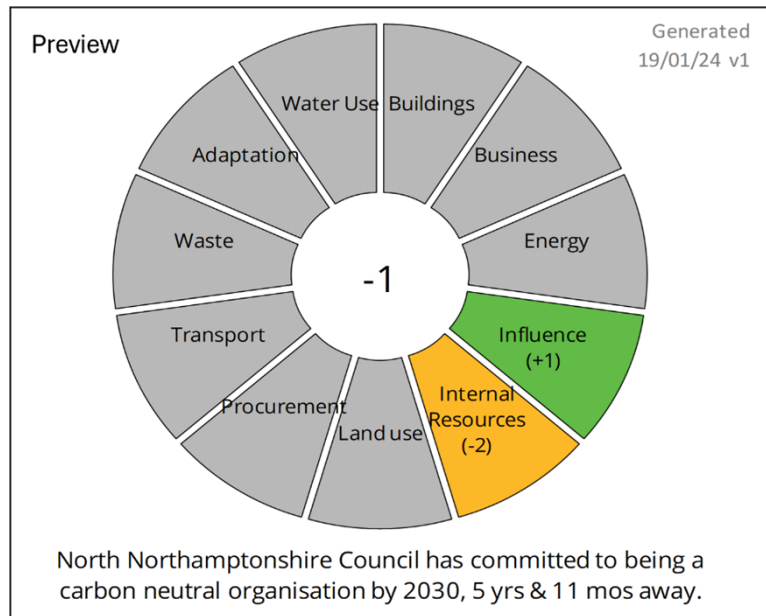 Preview
Generated
19/01/24 v1
Water Use
Buildings
Adaptation
Business
Waste
Energy
-1
Transport
Influence
(+1)
Procurement
Land use
Internal
Resources
(-2)
North Northamptonshire Council has committed to being a
carbon neutral organisation by 2030, 5 yrs & 11 mos away.